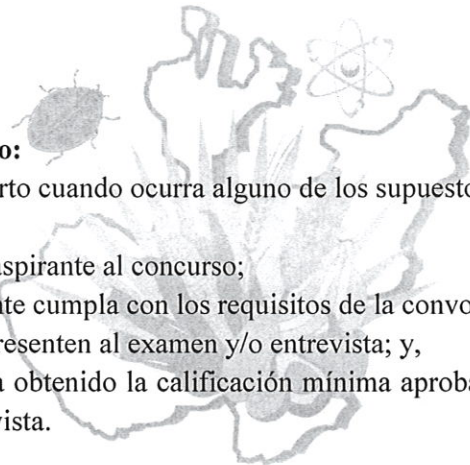 o:
rto cuando ocurra alguno de los supuesto
aspirante al concurso;
nte cumpla con los requisitos de la convo
resenten al examen y/o entrevista; y,
a obtenido la calificación mínima aproba
vista.